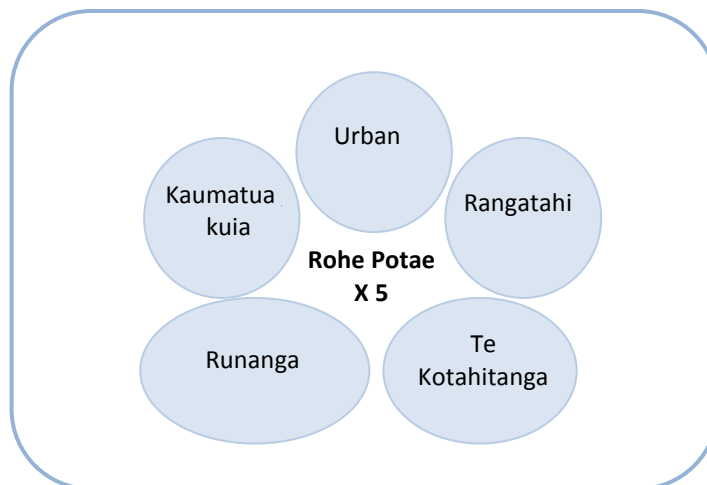 Urban
Kaumatua
kuia
Rangatahi
Rohe Potae
X 5
Runanga
Te
Kotahitanga